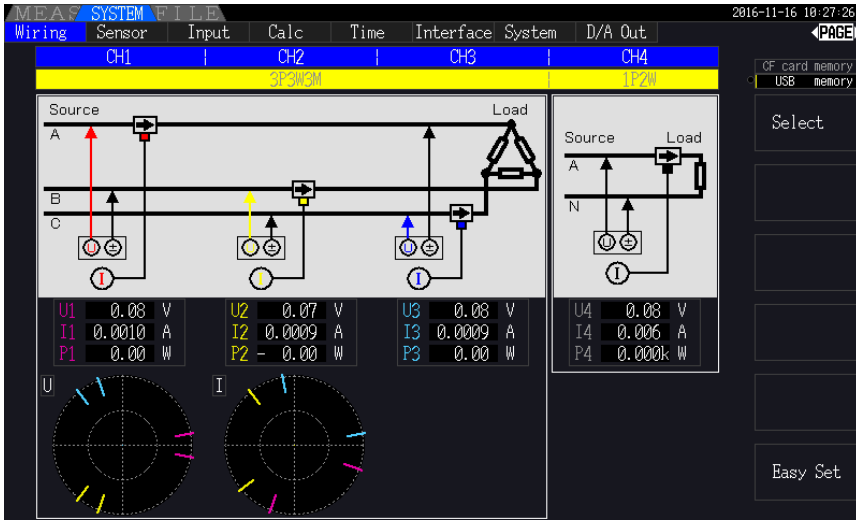 MEAS SYSTEM FILE 2016-11-16 10:27:26
Wiring Sensor Input Calc Time Interface System D/A Out PAGE
CH1 CH2 CH3 CH4
3P3W3M 1P2W
CF card memory
USB memory
Select
Source Load
A
B
C
U ± U ± U ±
I I I
Source Load
A
N
U ±
I
U1 0.08 V U2 0.07 V U3 0.08 V U4 0.08 V
I1 0.0010 A I2 0.0009 A I3 0.0009 A I4 0.006 A
P1 0.00 W P2 - 0.00 W P3 0.00 W P4 0.000k W
U I
Easy Set